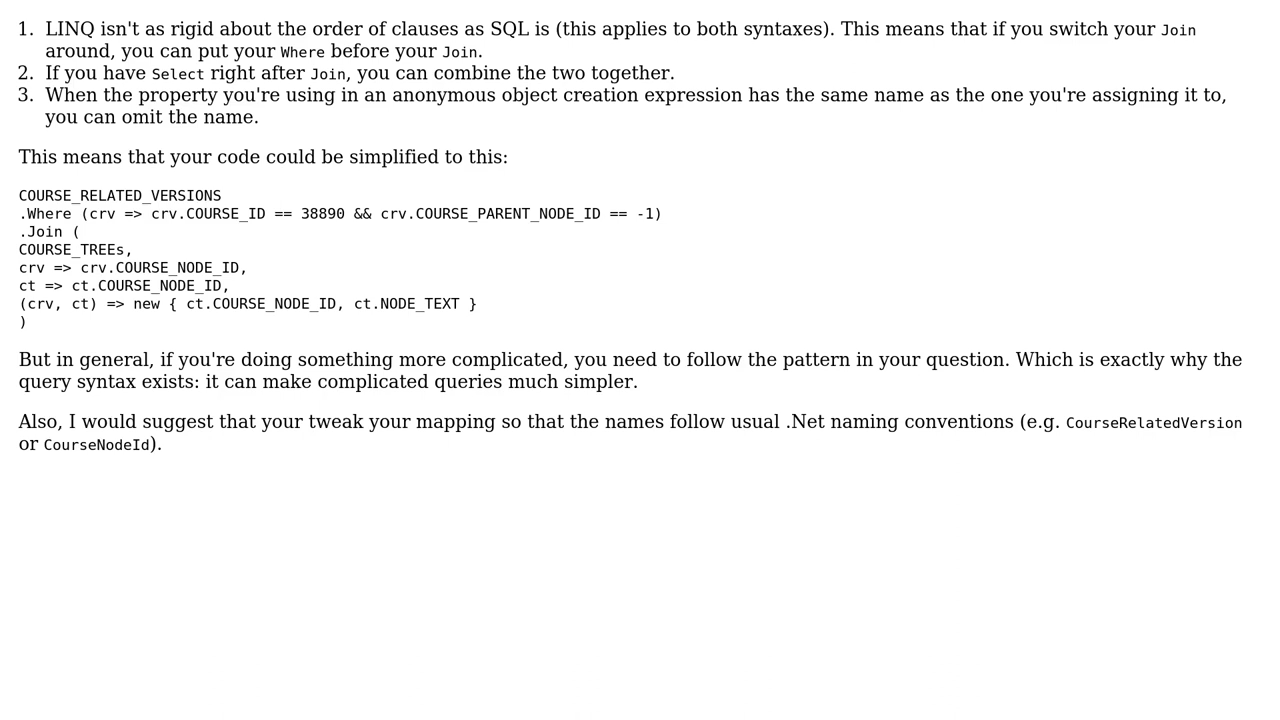 1. LINQ isn't as rigid about the order of clauses as SQL is (this applies to both syntaxes). This means that if you switch your Join
around, you can put your Where before your Join.
2. If you have Select right after Join, you can combine the two together.
3. When the property you're using in an anonymous object creation expression has the same name as the one you're assigning it to,
you can omit the name.
This means that your code could be simplified to this:
COURSE_RELATED_VERSIONS
.Where (crv => crv.COURSE_ID == 38890 && crv.COURSE_PARENT_NODE_ID == -1)
.Join (
COURSE_TREEs,
crv => crv.COURSE_NODE_ID,
ct => ct.COURSE_NODE_ID,
(crv, ct) => new { ct.COURSE_NODE_ID, ct.NODE_TEXT }
)
But in general, if you're doing something more complicated, you need to follow the pattern in your question. Which is exactly why the
query syntax exists: it can make complicated queries much simpler.
Also, I would suggest that your tweak your mapping so that the names follow usual .Net naming conventions (e.g. CourseRelatedVersion
or CourseNodeId).